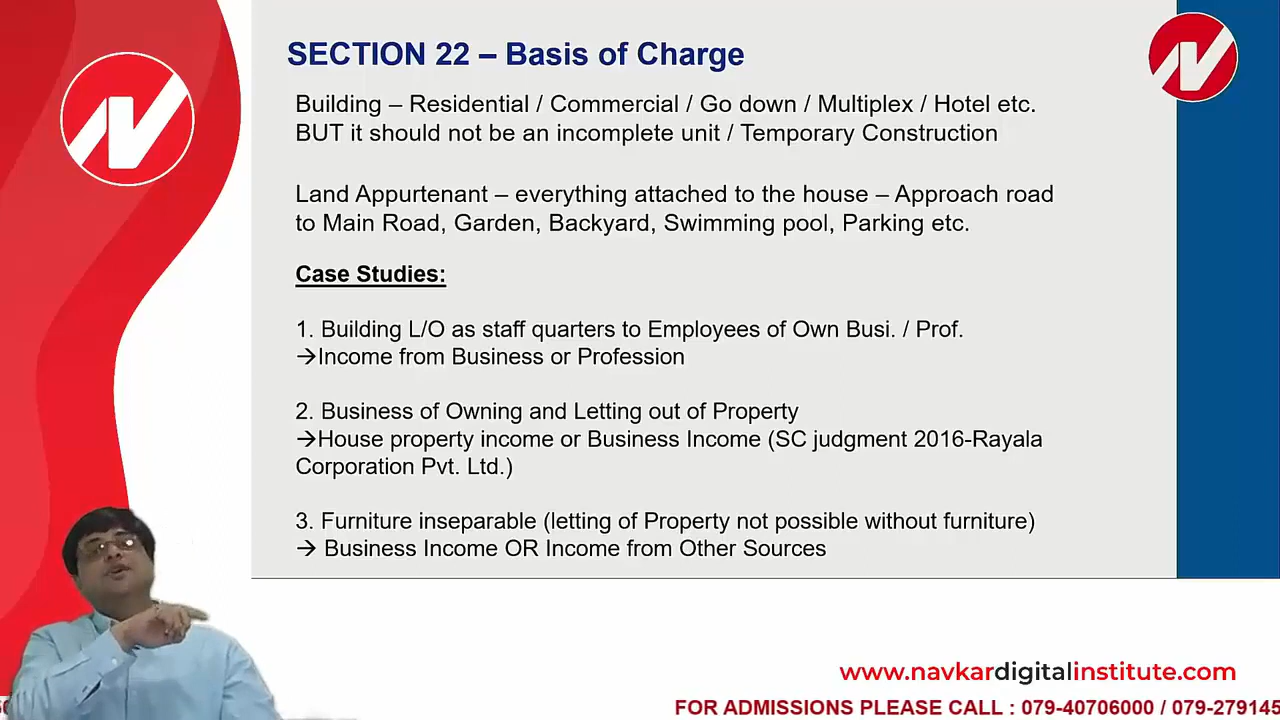 SECTION 22 – Basis of Charge
Building – Residential / Commercial / Go down / Multiplex / Hotel etc.
BUT it should not be an incomplete unit / Temporary Construction
Land Appurtenant – everything attached to the house – Approach road
to Main Road, Garden, Backyard, Swimming pool, Parking etc.
Case Studies:
1. Building L/O as staff quarters to Employees of Own Busi. / Prof.
→Income from Business or Profession
2. Business of Owning and Letting out of Property
→House property income or Business Income (SC judgment 2016-Rayala
Corporation Pvt. Ltd.)
3. Furniture inseparable (letting of Property not possible without furniture)
→ Business Income OR Income from Other Sources
www.navkardigitalinstitute.com
FOR ADMISSIONS PLEASE CALL : 079-40706000 / 079-279145